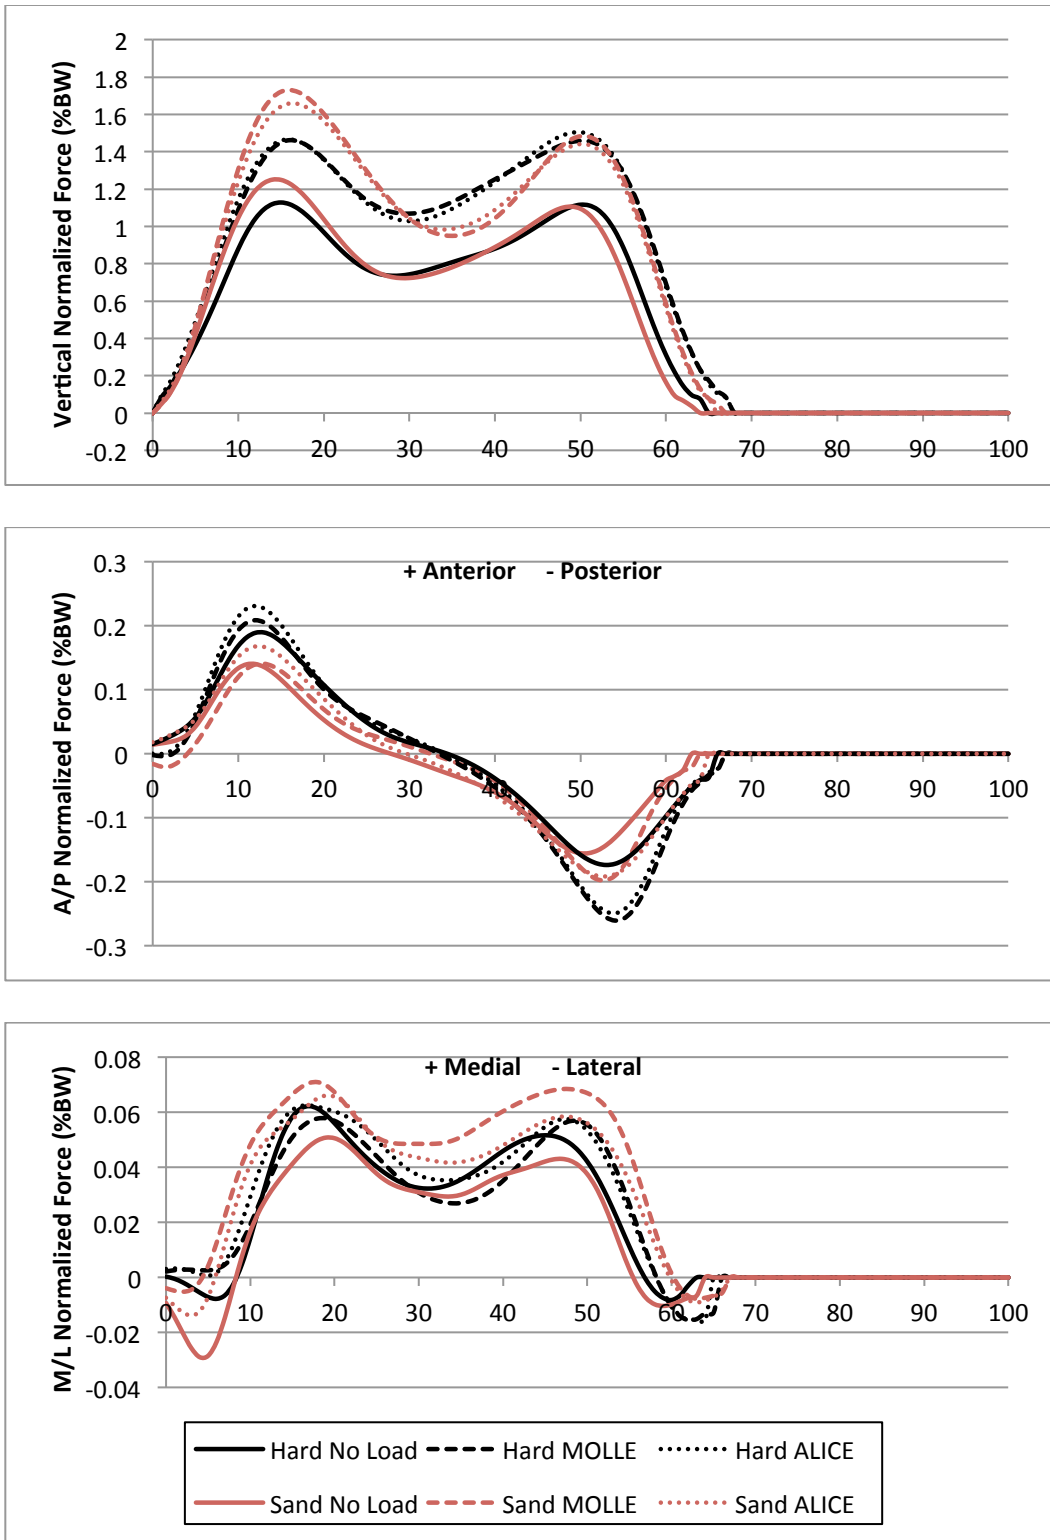 Vertical Normalized Force (%BW)
2
1.8
1.6
1.4
1.2
1
0.8
0.6
0.4
0.2
0
-0.2
0 10 20 30 40 50 60 70 80 90 100
A/P Normalized Force (%BW)
+ Anterior - Posterior
0.3
0.2
0.1
0
-0.1
-0.2
-0.3
0 10 20 30 40 50 60 70 80 90 100
M/L Normalized Force (%BW)
+ Medial - Lateral
0.08
0.06
0.04
0.02
0
-0.02
-0.04
0 10 20 30 40 50 60 70 80 90 100
Hard No Load Hard MOLLE Hard ALICE
Sand No Load Sand MOLLE Sand ALICE